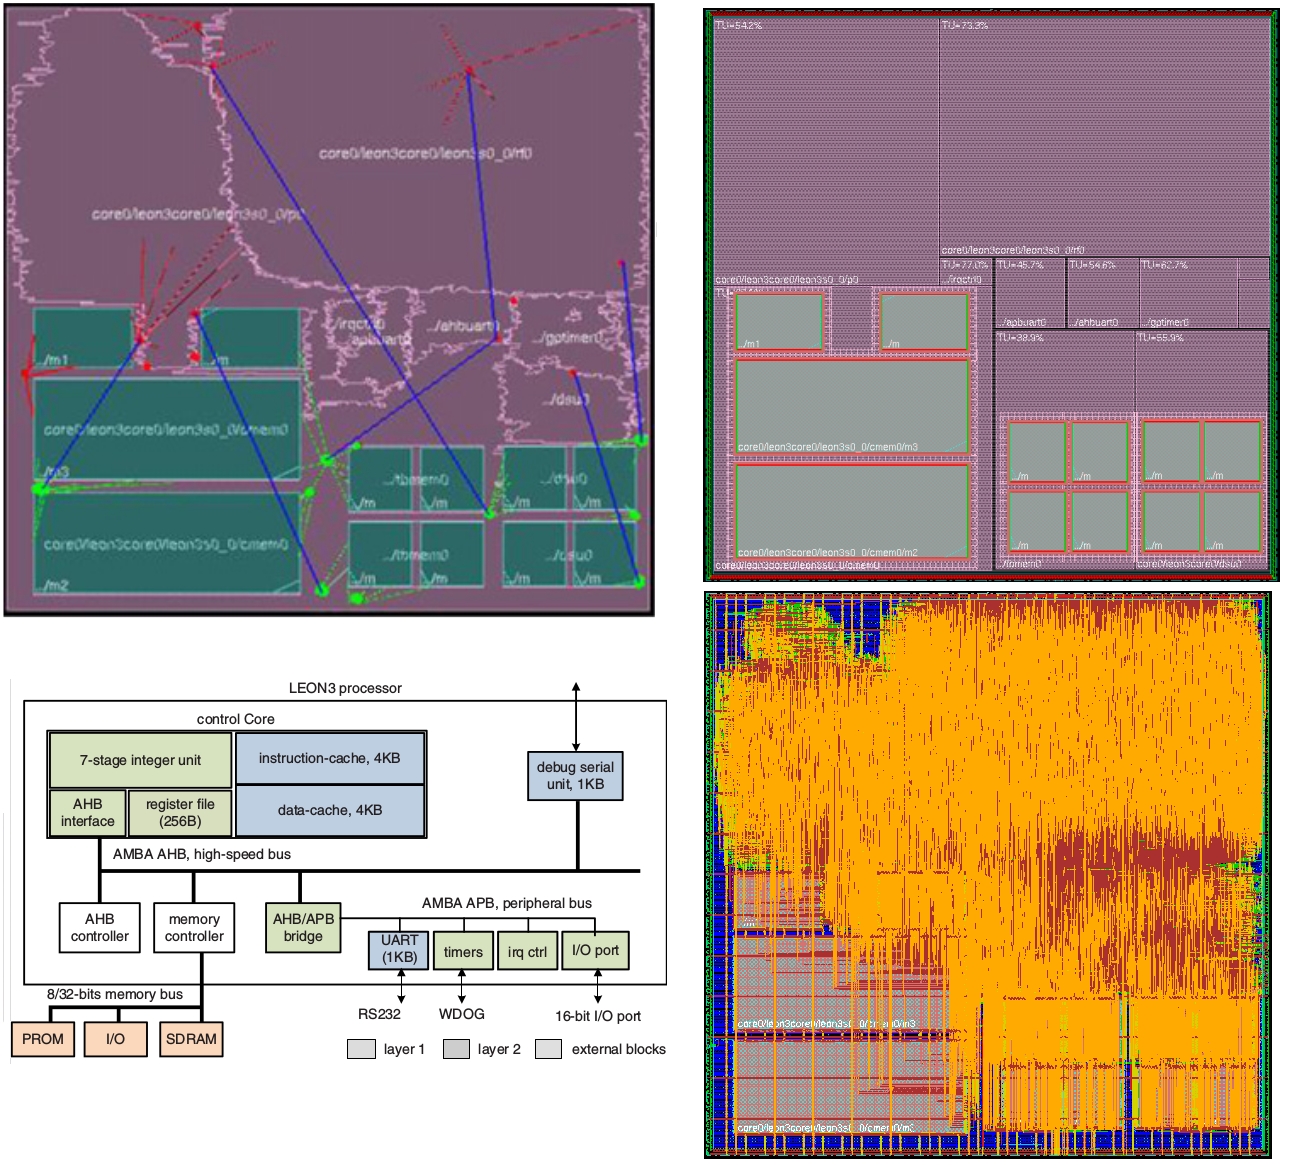 core0/leon3core0/leon3s0_0/rf0
core0/leon3core0/leon3s0_0/p0
../irqctrl0
../apbuart0
../ahbuart0
../gptimer0
../m1
../m
../dsu0
core0/leon3core0/leon3s0_0/cmem0
../m3
../tbmem0
../dsu0
../m
../m
../m
../m
core0/leon3core0/leon3s0_0/cmem0
../tbmem0
../dsu0
../m2
../m
../m
../m
../m
TU=54.2%
TU=73.3%
core0/leon3core0/leon3s0_0/rf0
TU=77.0%
TU=45.7%
TU=54.6%
TU=62.7%
core0/leon3core0/leon3s0_0/p0
../irqctrl0
../apbuart0
../ahbuart0
../gptimer0
../m1
../m
TU=38.9%
TU=55.9%
core0/leon3core0/leon3s0_0/cmem0/m3
../m
../m
../m
../m
core0/leon3core0/leon3s0_0/cmem0/m2
../m
../m
../m
../m
core0/leon3core0/leon3s0_0/cmem0
../tbmem0
core0/leon3core0/leon3s0_0/dsu0
LEON3 processor
control Core
7-stage integer unit
instruction-cache, 4KB
AHB
interface
register file
(256B)
data-cache, 4KB
debug serial
unit, 1KB
AMBA AHB, high-speed bus
AHB
controller
memory
controller
AHB/APB
bridge
AMBA APB, peripheral bus
UART
(1KB)
timers
irq ctrl
I/O port
8/32-bits memory bus
RS232
WDOG
16-bit I/O port
PROM
I/O
SDRAM
layer 1
layer 2
external blocks
core0/leon3core0/leon3s0_0/cmem0/m3
core0/leon3core0/leon3s0_0/cmem0/m2